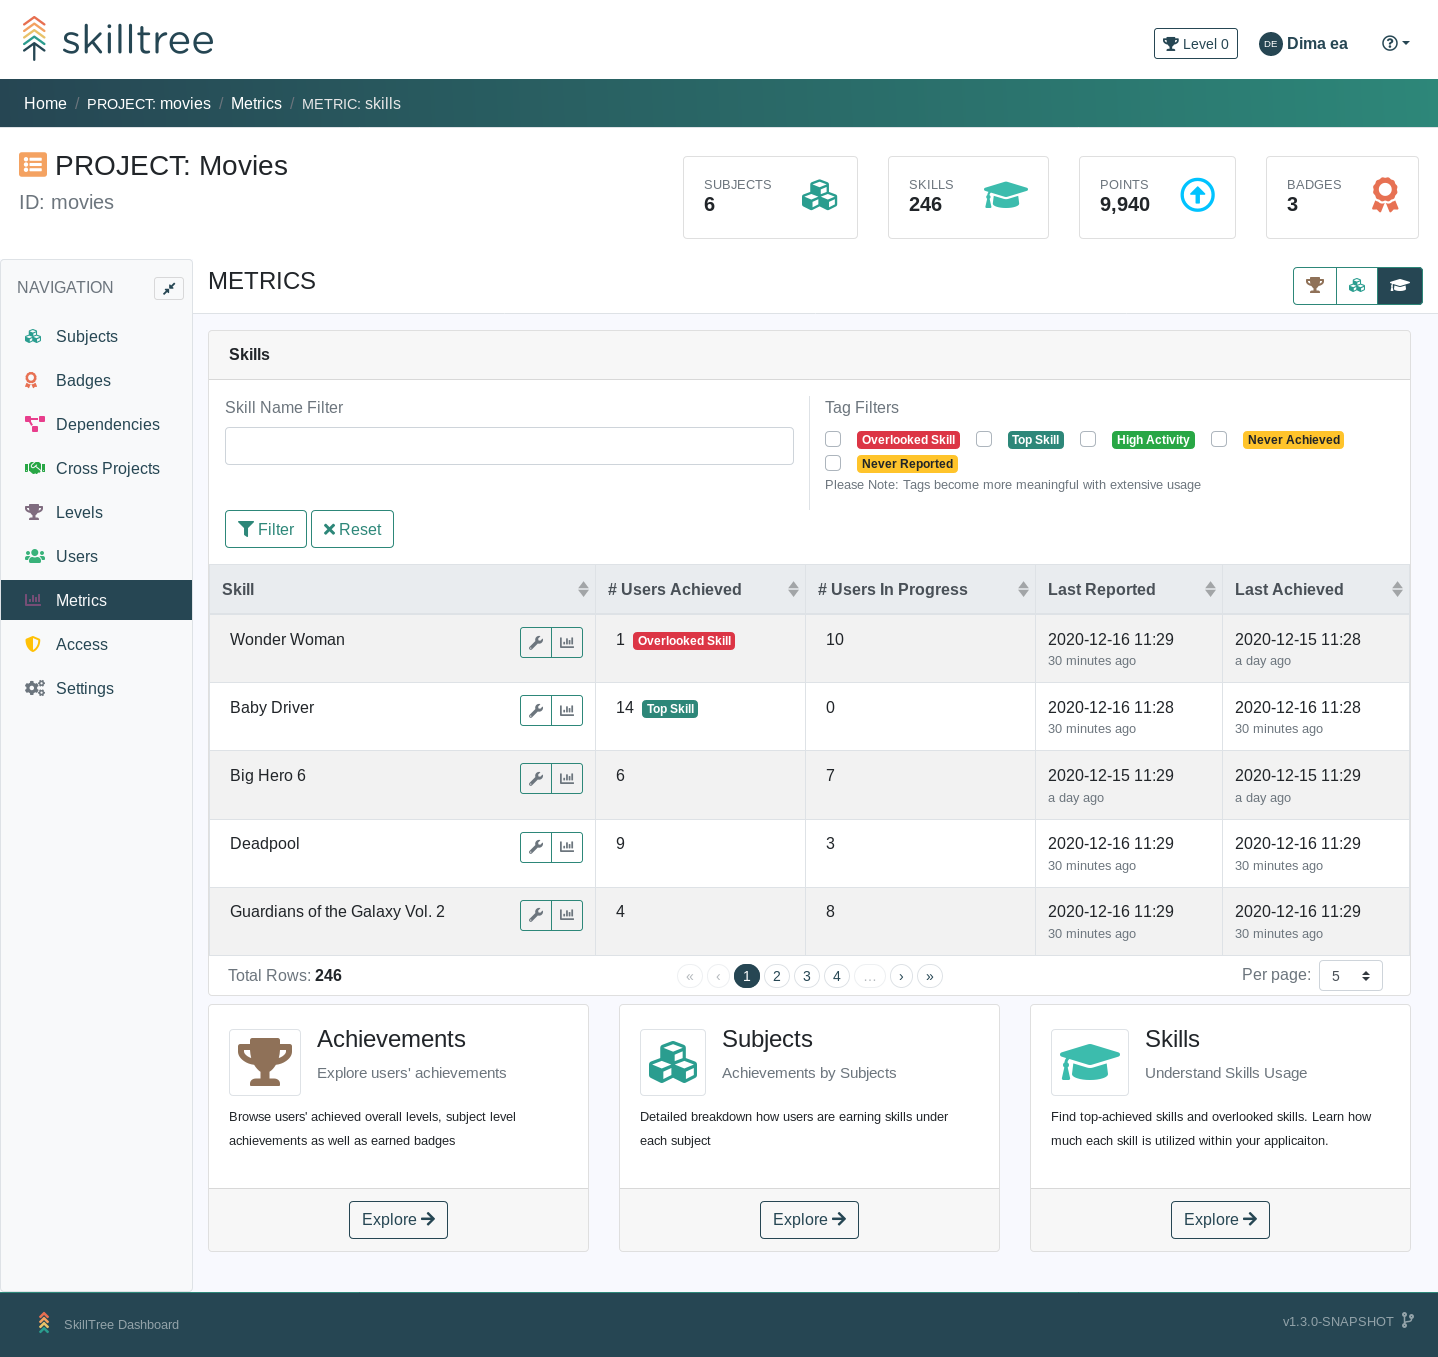 skilltree
Level 0
DE Dima ea
Home / PROJECT: movies / Metrics / METRIC: skills
PROJECT: Movies
ID: movies
SUBJECTS
6
SKILLS
246
POINTS
9,940
BADGES
3
NAVIGATION
Subjects
Badges
Dependencies
Cross Projects
Levels
Users
Metrics
Access
Settings
METRICS
Skills
Skill Name Filter
Tag Filters
Overlooked Skill Top Skill High Activity Never Achieved
Never Reported
Please Note: Tags become more meaningful with extensive usage
Filter Reset
Skill # Users Achieved # Users In Progress Last Reported Last Achieved
Wonder Woman 1 Overlooked Skill 10 2020-12-16 11:29 2020-12-15 11:28
30 minutes ago a day ago
Baby Driver 14 Top Skill 0 2020-12-16 11:28 2020-12-16 11:28
30 minutes ago 30 minutes ago
Big Hero 6 6 7 2020-12-15 11:29 2020-12-15 11:29
a day ago a day ago
Deadpool 9 3 2020-12-16 11:29 2020-12-16 11:29
30 minutes ago 30 minutes ago
Guardians of the Galaxy Vol. 2 4 8 2020-12-16 11:29 2020-12-16 11:29
30 minutes ago 30 minutes ago
Total Rows: 246 « ‹ 1 2 3 4 … › » Per page: 5
Achievements
Explore users' achievements
Browse users' achieved overall levels, subject level
achievements as well as earned badges
Explore
Subjects
Achievements by Subjects
Detailed breakdown how users are earning skills under
each subject
Explore
Skills
Understand Skills Usage
Find top-achieved skills and overlooked skills. Learn how
much each skill is utilized within your applicaiton.
Explore
SkillTree Dashboard
v1.3.0-SNAPSHOT